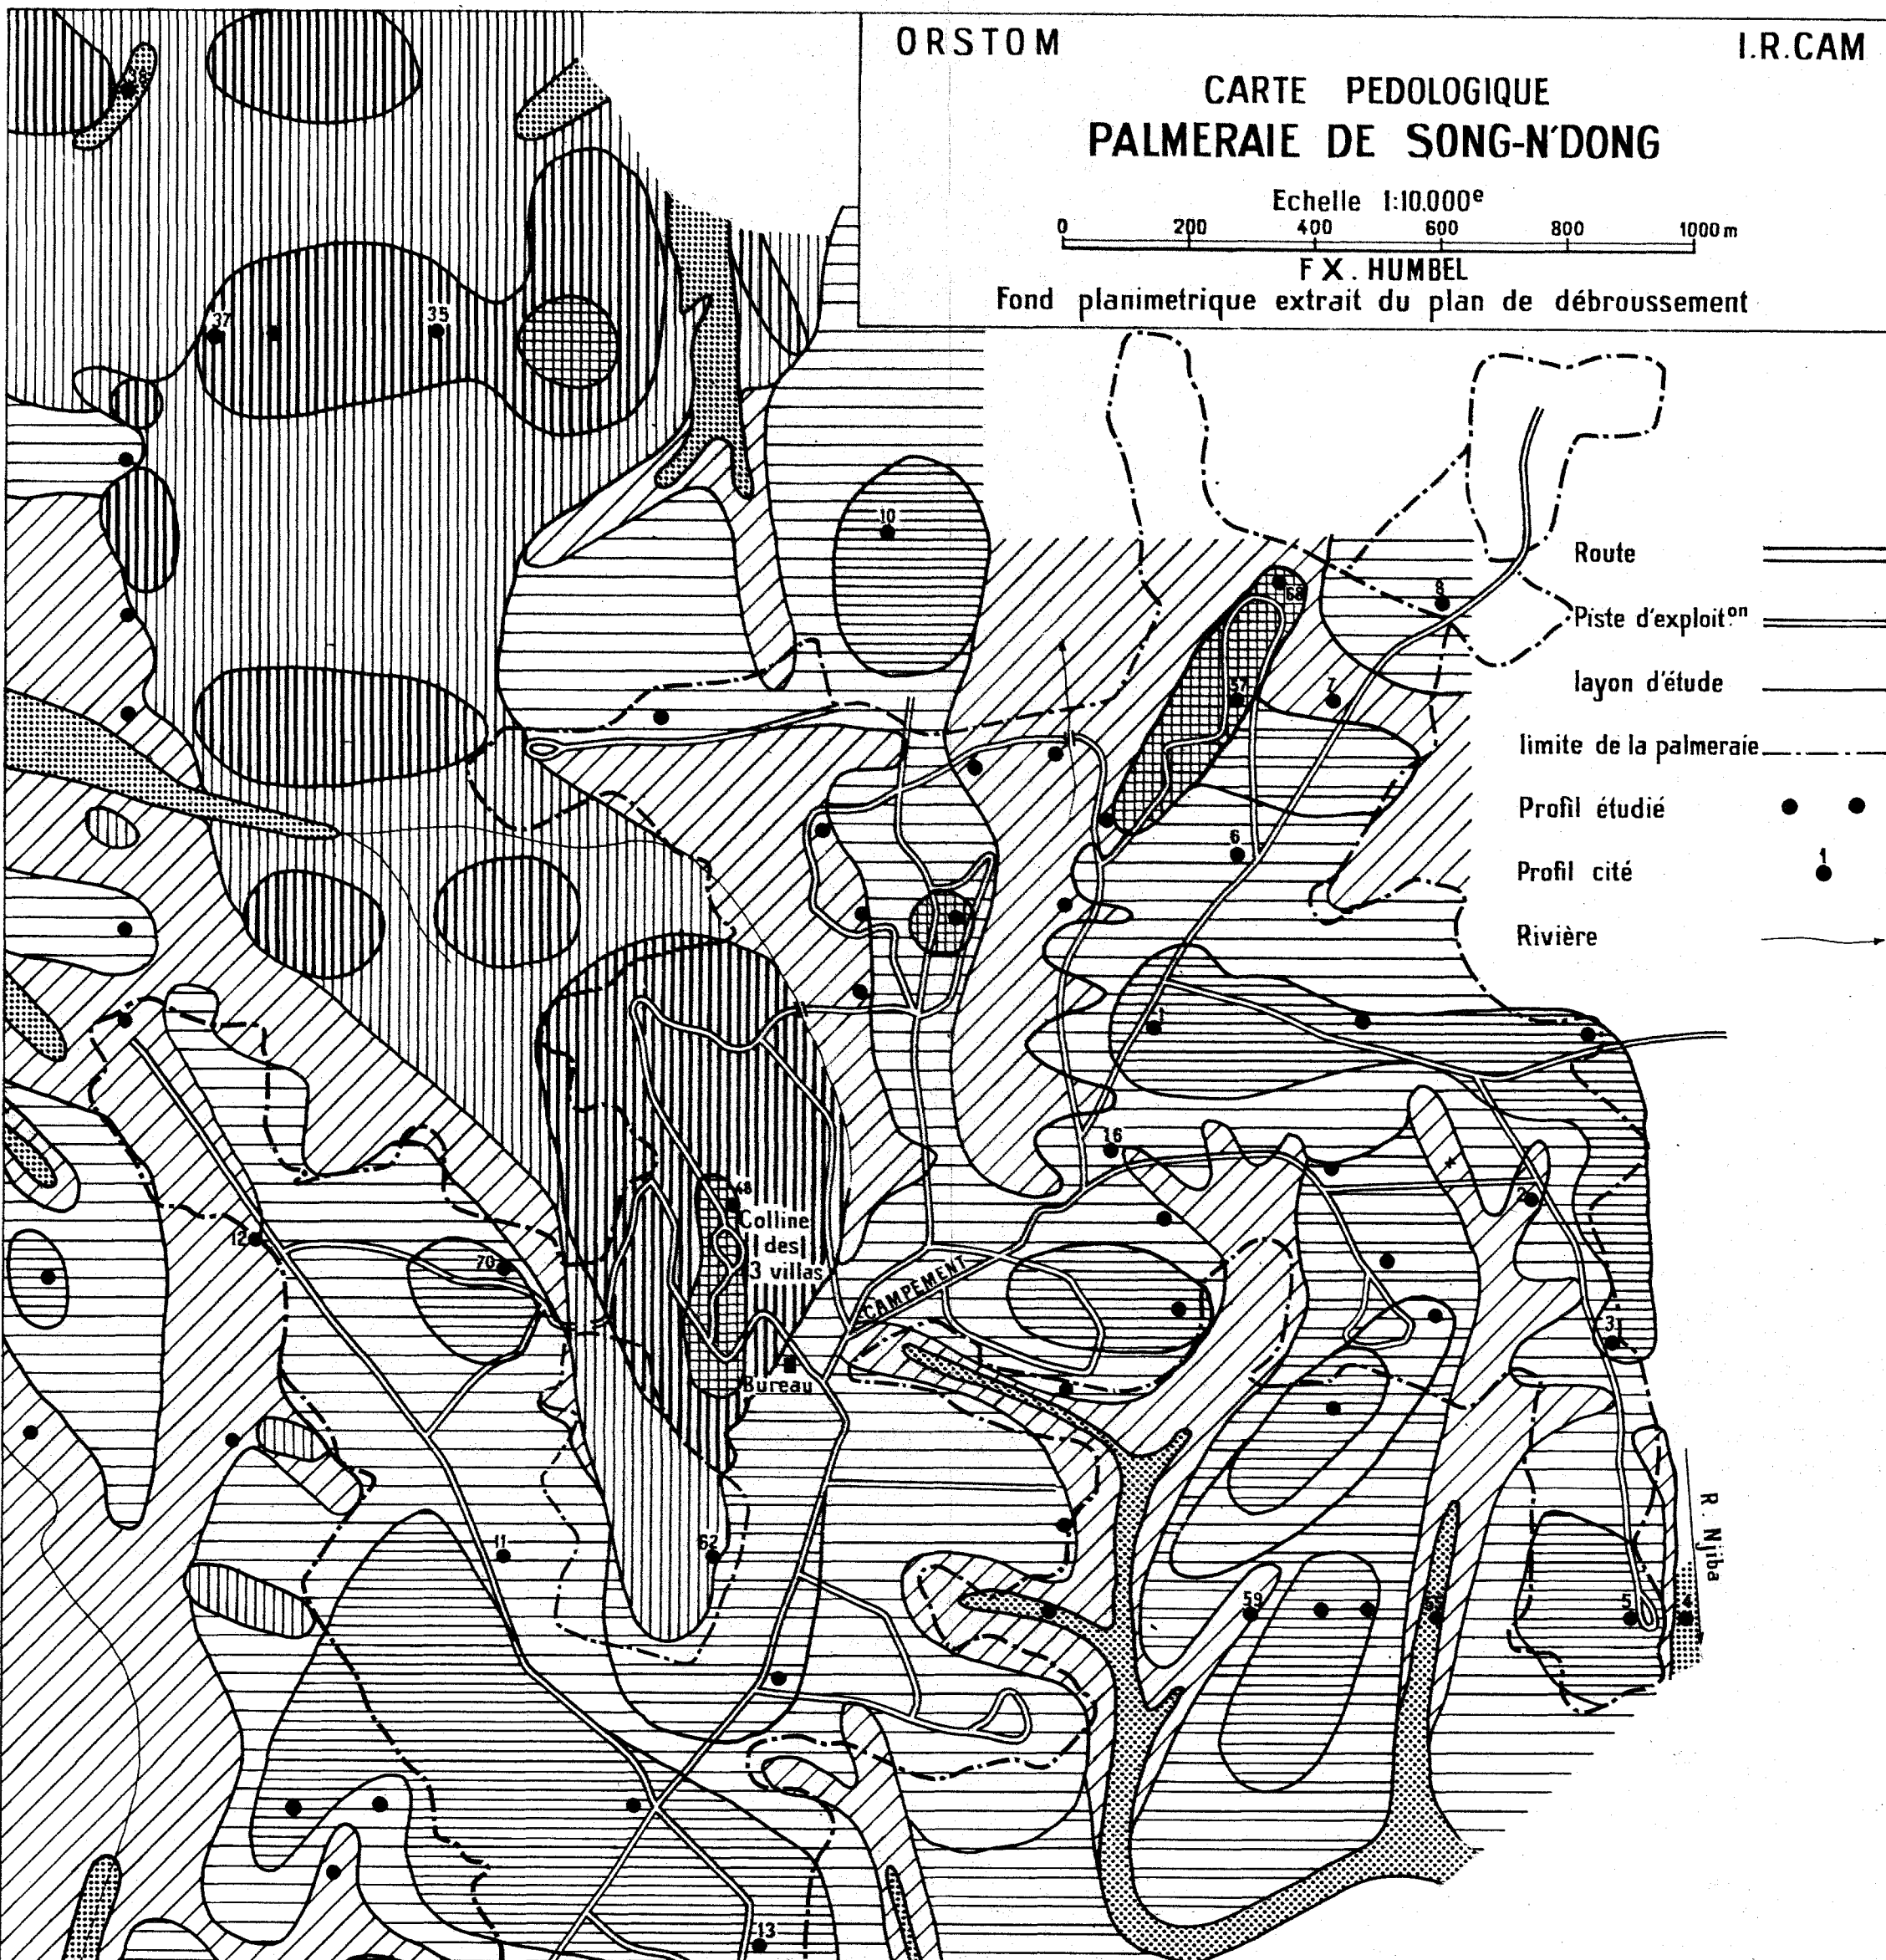 ORSTOM
I.R.CAM
CARTE PEDOLOGIQUE
PALMERAIE DE SONG-N'DONG
Echelle 1:10.000e
0 200 400 600 800 1000 m
F X. HUMBEL
Fond planimetrique extrait du plan de débroussement
Route
Piste d'exploit.on
layon d'étude
limite de la palmeraie
Profil étudié
1
Profil cité
Rivière
37
35
10
8
68
57
7
6
1
16
2
48
Colline
des
3 villas
12
70
CAMPEMENT
3
Bureau
R. Njiba
11
62
59
5
4
13